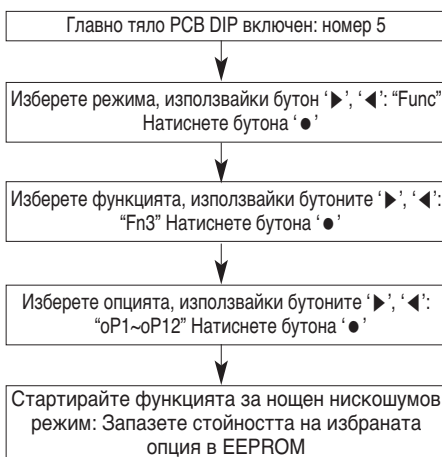 Главно тяло PCB DIP включен: номер 5
Изберете режима, използвайки бутон ‘▶’, ‘◀’: “Func”
Натиснете бутона ‘●’
Изберете функцията, използвайки бутоните ‘▶’, ‘◀’:
“Fn3” Натиснете бутона ‘●’
Изберете опцията, използвайки бутоните ‘▶’, ‘◀’:
“oP1~oP12” Натиснете бутона ‘●’
Стартирайте функцията за нощен нискошумов
режим: Запазете стойността на избраната
опция в EEPROM